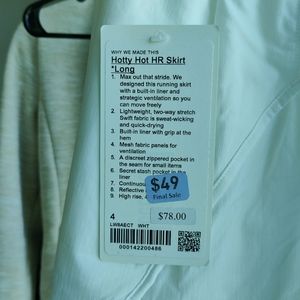 WHY WE MADE THIS
Hotty Hot HR Skirt
*Long
1. Max out that stride. We
designed this running skirt
with a built-in liner and
strategic ventilation so you
can move freely
2. Lightweight, two-way stretch
Swift fabric is sweat-wicking
and quick-drying
3. Built-in liner with grip at the
hem
4. Mesh fabric panels for
ventilation
5. A discreet zippered pocket in
the seam for small items
6. Secret stash pocket in the
liner
7. Continuous
8. Reflective
9. High rise,
$49
Final Sale
4
$78.00
LW8AECT WHT
000142200486